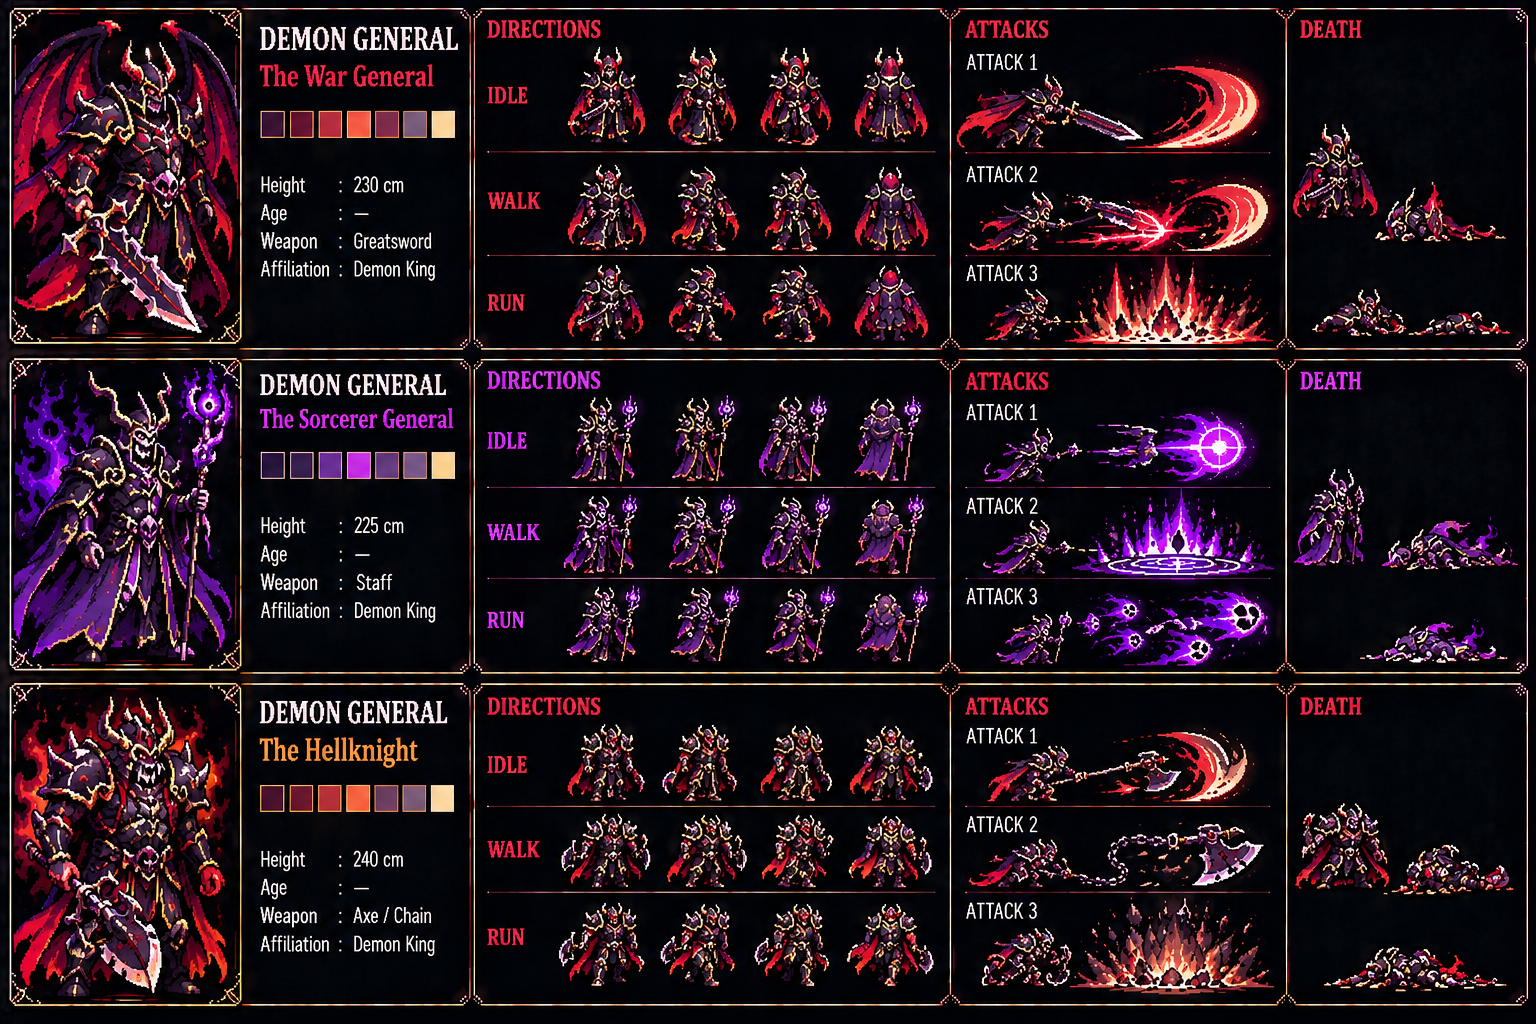 DEMON GENERAL
The War General
Height : 230 cm
Age : —
Weapon : Greatsword
Affiliation : Demon King
DIRECTIONS
IDLE
WALK
RUN
ATTACKS
ATTACK 1
ATTACK 2
ATTACK 3
DEATH
DEMON GENERAL
The Sorcerer General
Height : 225 cm
Age : —
Weapon : Staff
Affiliation : Demon King
DIRECTIONS
IDLE
WALK
RUN
ATTACKS
ATTACK 1
ATTACK 2
ATTACK 3
DEATH
DEMON GENERAL
The Hellknight
Height : 240 cm
Age : —
Weapon : Axe / Chain
Affiliation : Demon King
DIRECTIONS
IDLE
WALK
RUN
ATTACKS
ATTACK 1
ATTACK 2
ATTACK 3
DEATH